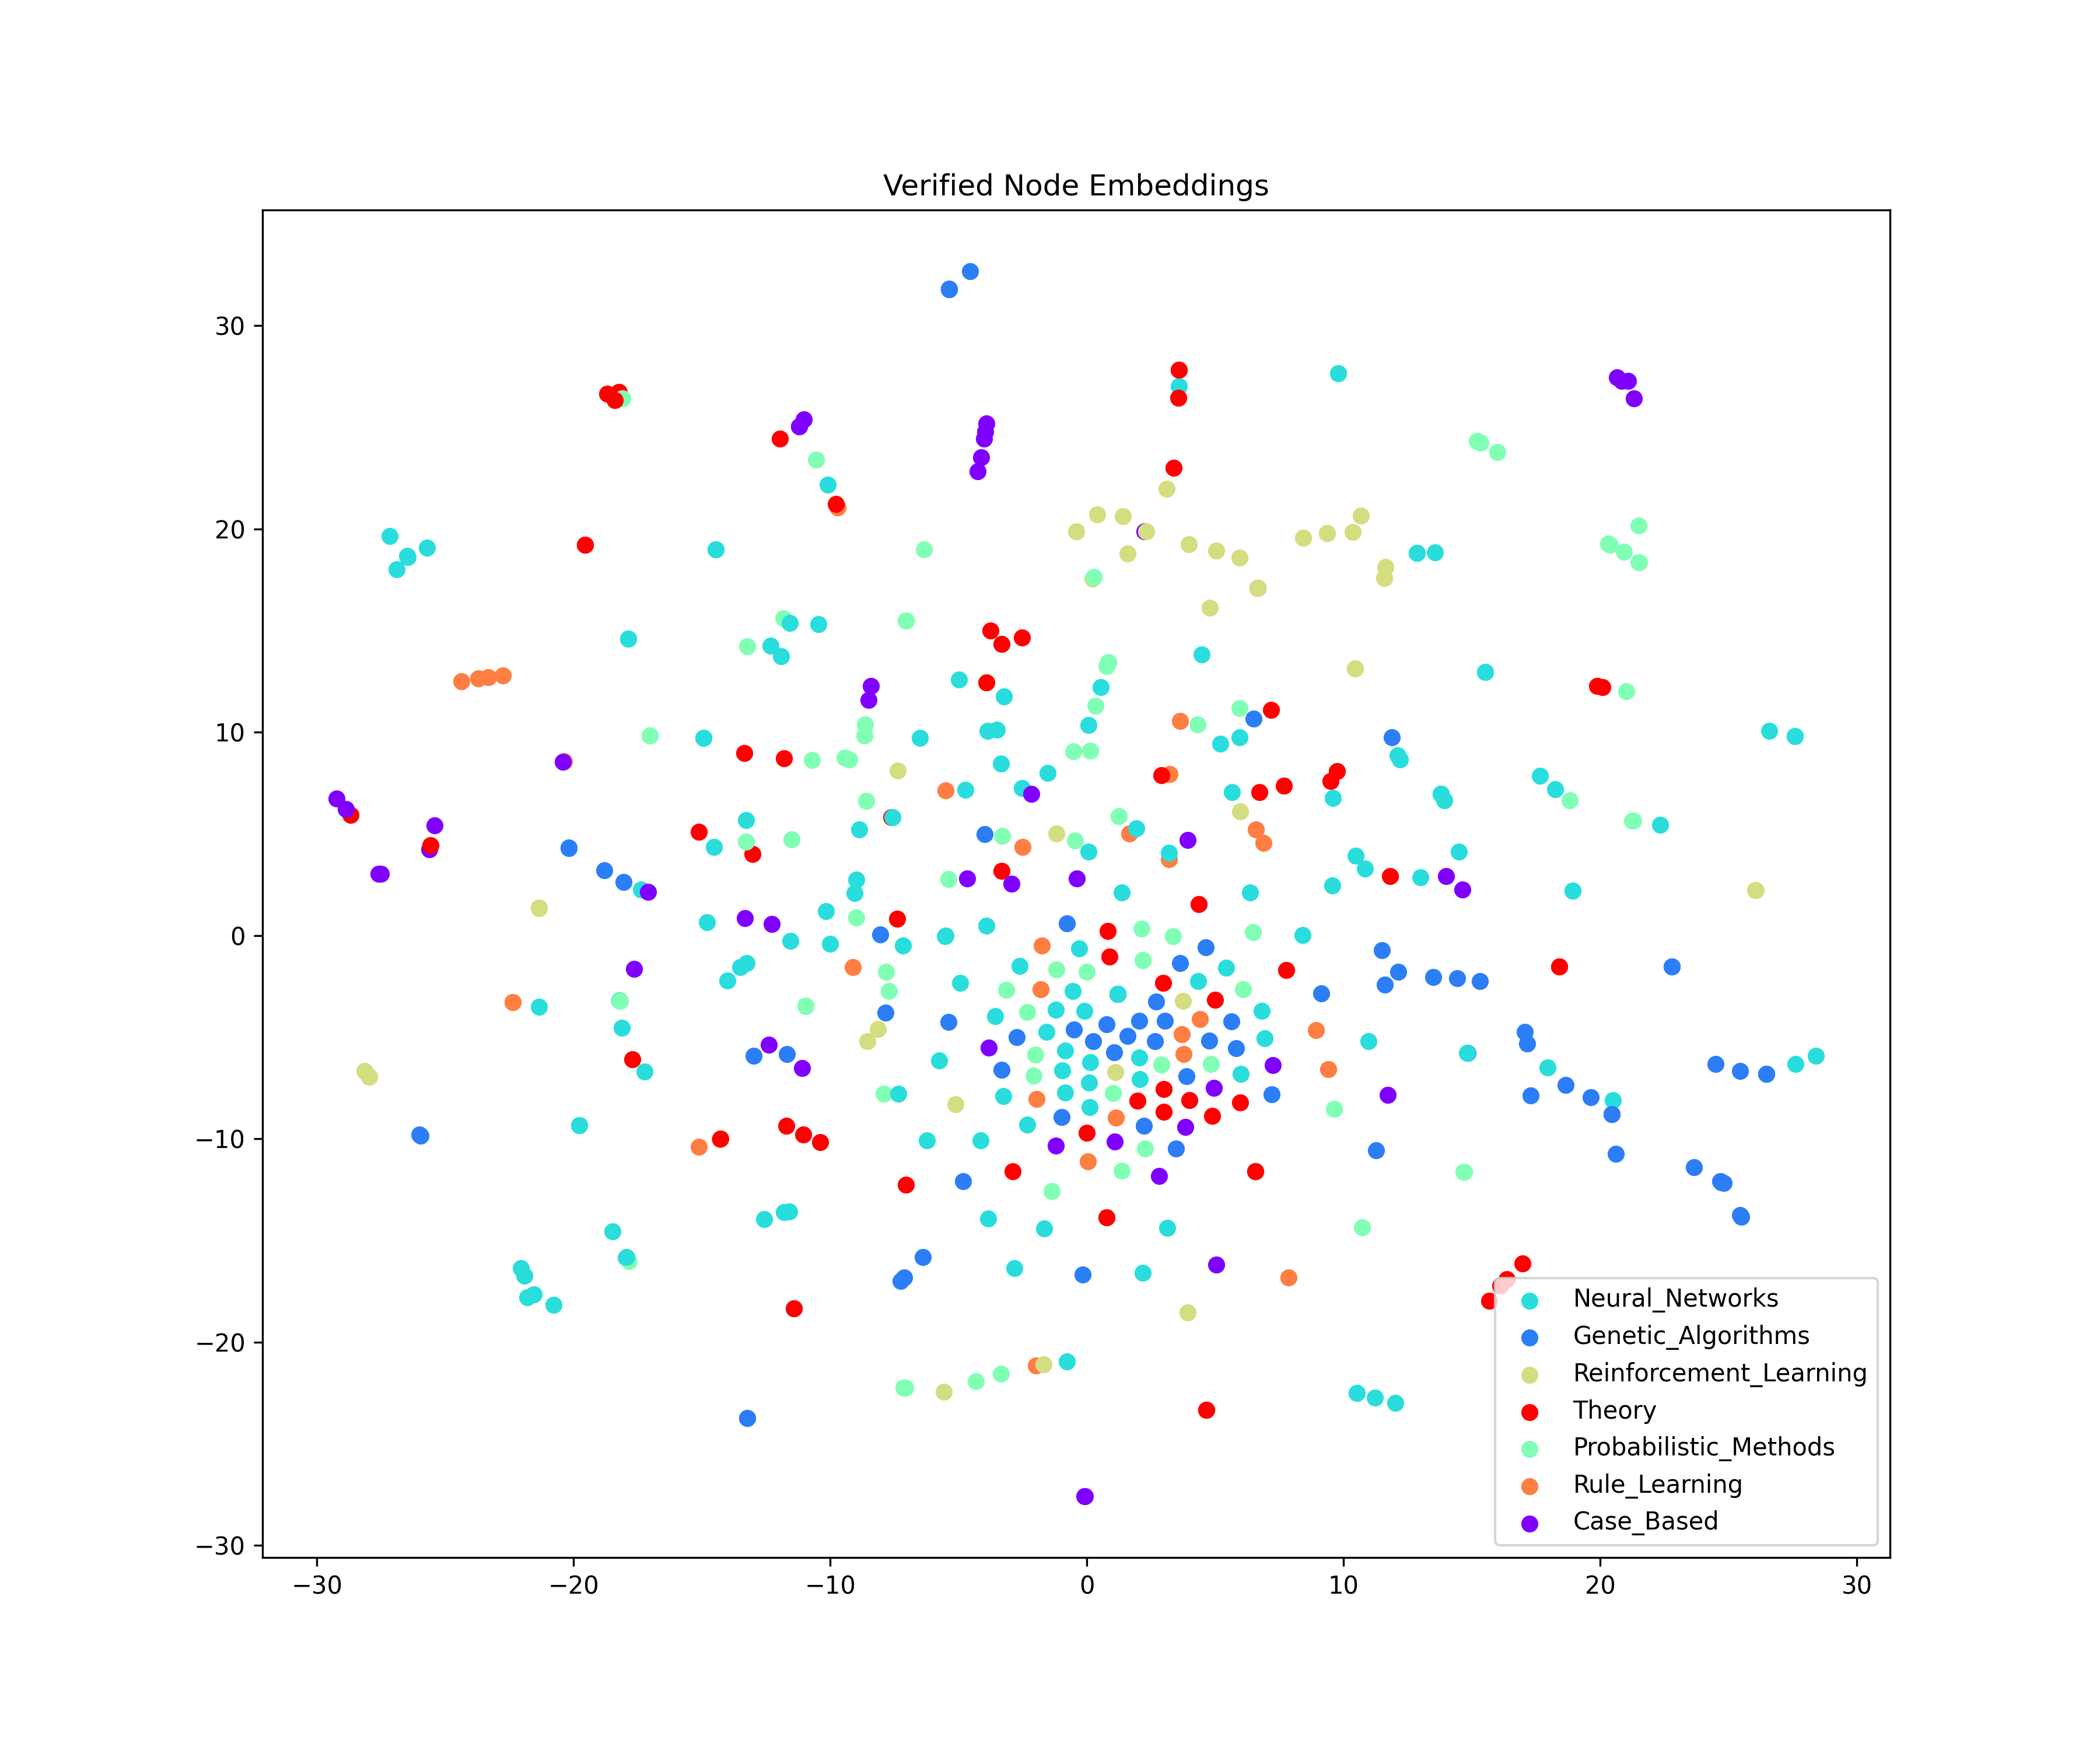 Verified Node Embeddings
30
20
10
0
−10
−20
−30
−30
−20
−10
0
10
20
30
Neural_Networks
Genetic_Algorithms
Reinforcement_Learning
Theory
Probabilistic_Methods
Rule_Learning
Case_Based